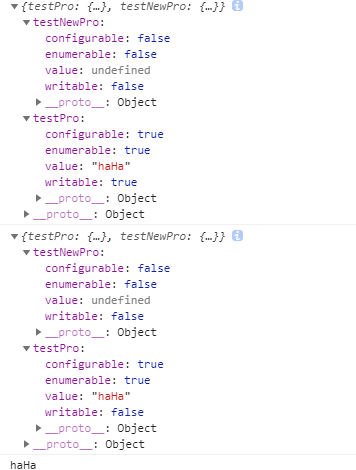 {testPro: {…}, testNewPro: {…}} i
testNewPro:
configurable: false
enumerable: false
value: undefined
writable: false
__proto__: Object
testPro:
configurable: true
enumerable: true
value: "haHa"
writable: true
__proto__: Object
__proto__: Object
{testPro: {…}, testNewPro: {…}} i
testNewPro:
configurable: false
enumerable: false
value: undefined
writable: false
__proto__: Object
testPro:
configurable: true
enumerable: true
value: "haHa"
writable: false
__proto__: Object
__proto__: Object
haHa